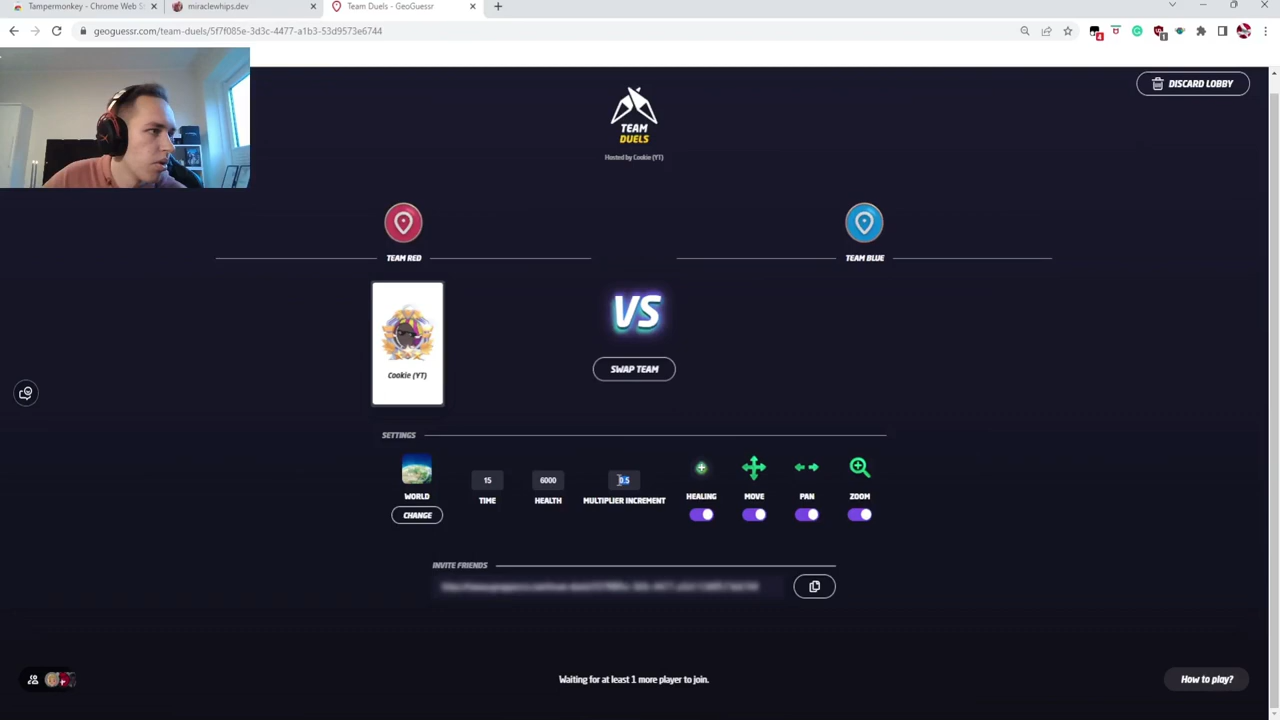 Tampermonkey - Chrome Web S
miraclewhips.dev
Team Duels - GeoGuessr
geoguessr.com/team-duels/5f7f085e-3d3c-4477-a1b3-53d9573e6744
4
1
DISCARD LOBBY
TEAM
DUELS
Hosted by Cookie (YT)
TEAM RED
TEAM BLUE
VS
Cookie (YT)
SWAP TEAM
SETTINGS
15
6000
0.5
WORLD
TIME
HEALTH
MULTIPLIER INCREMENT
HEALING
MOVE
PAN
ZOOM
CHANGE
INVITE FRIENDS
Waiting for at least 1 more player to join.
How to play?